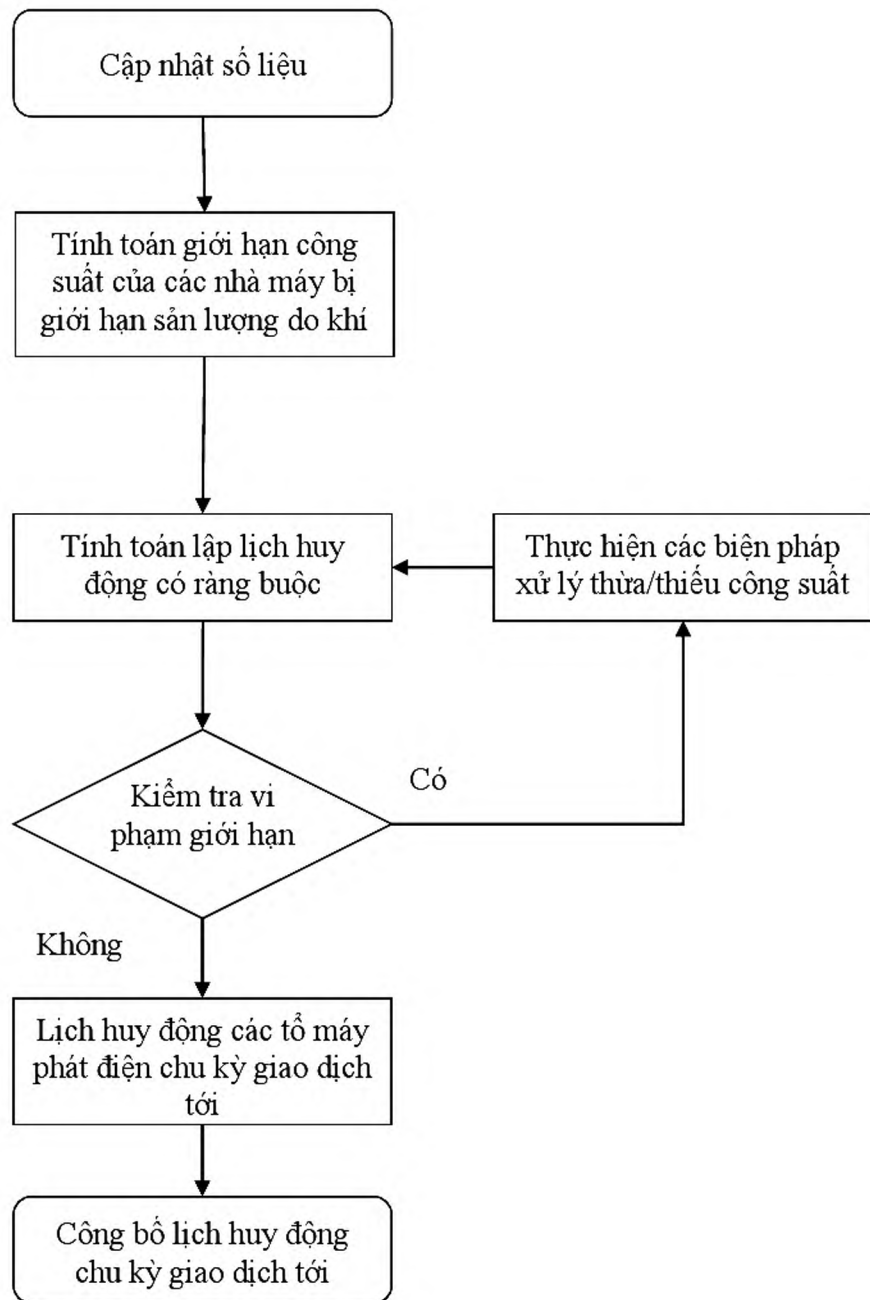 Cập nhật số liệu
Tính toán giới hạn công
suất của các nhà máy bị
giới hạn sản lượng do khí
Tính toán lập lịch huy
động có ràng buộc
Thực hiện các biện pháp
xử lý thừa/thiếu công suất
Kiểm tra vi
phạm giới hạn
Có
Không
Lịch huy động các tổ máy
phát điện chu kỳ giao dịch
tới
Công bố lịch huy động
chu kỳ giao dịch tới